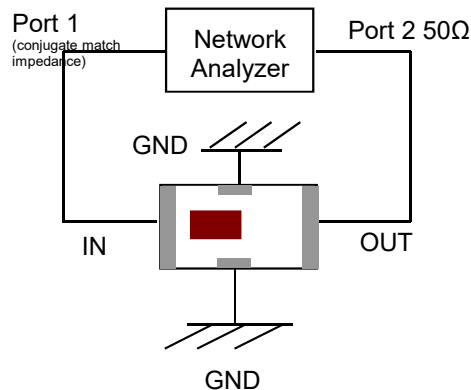 Port 1
(conjugate match
impedance)
Network
Analyzer
Port 2 50Ω
GND
IN
OUT
GND